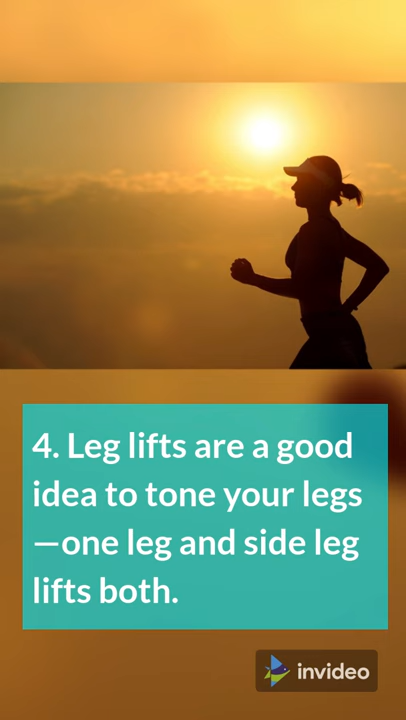 4. Leg lifts are a good
idea to tone your legs
—one leg and side leg
lifts both.
invideo